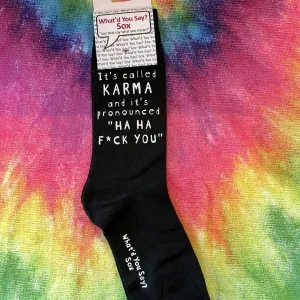 What'd You Say?
Sox
It's called
KARMA
and it's
pronounced
"HA HA
F*CK YOU"
What'd You Say?
Sox